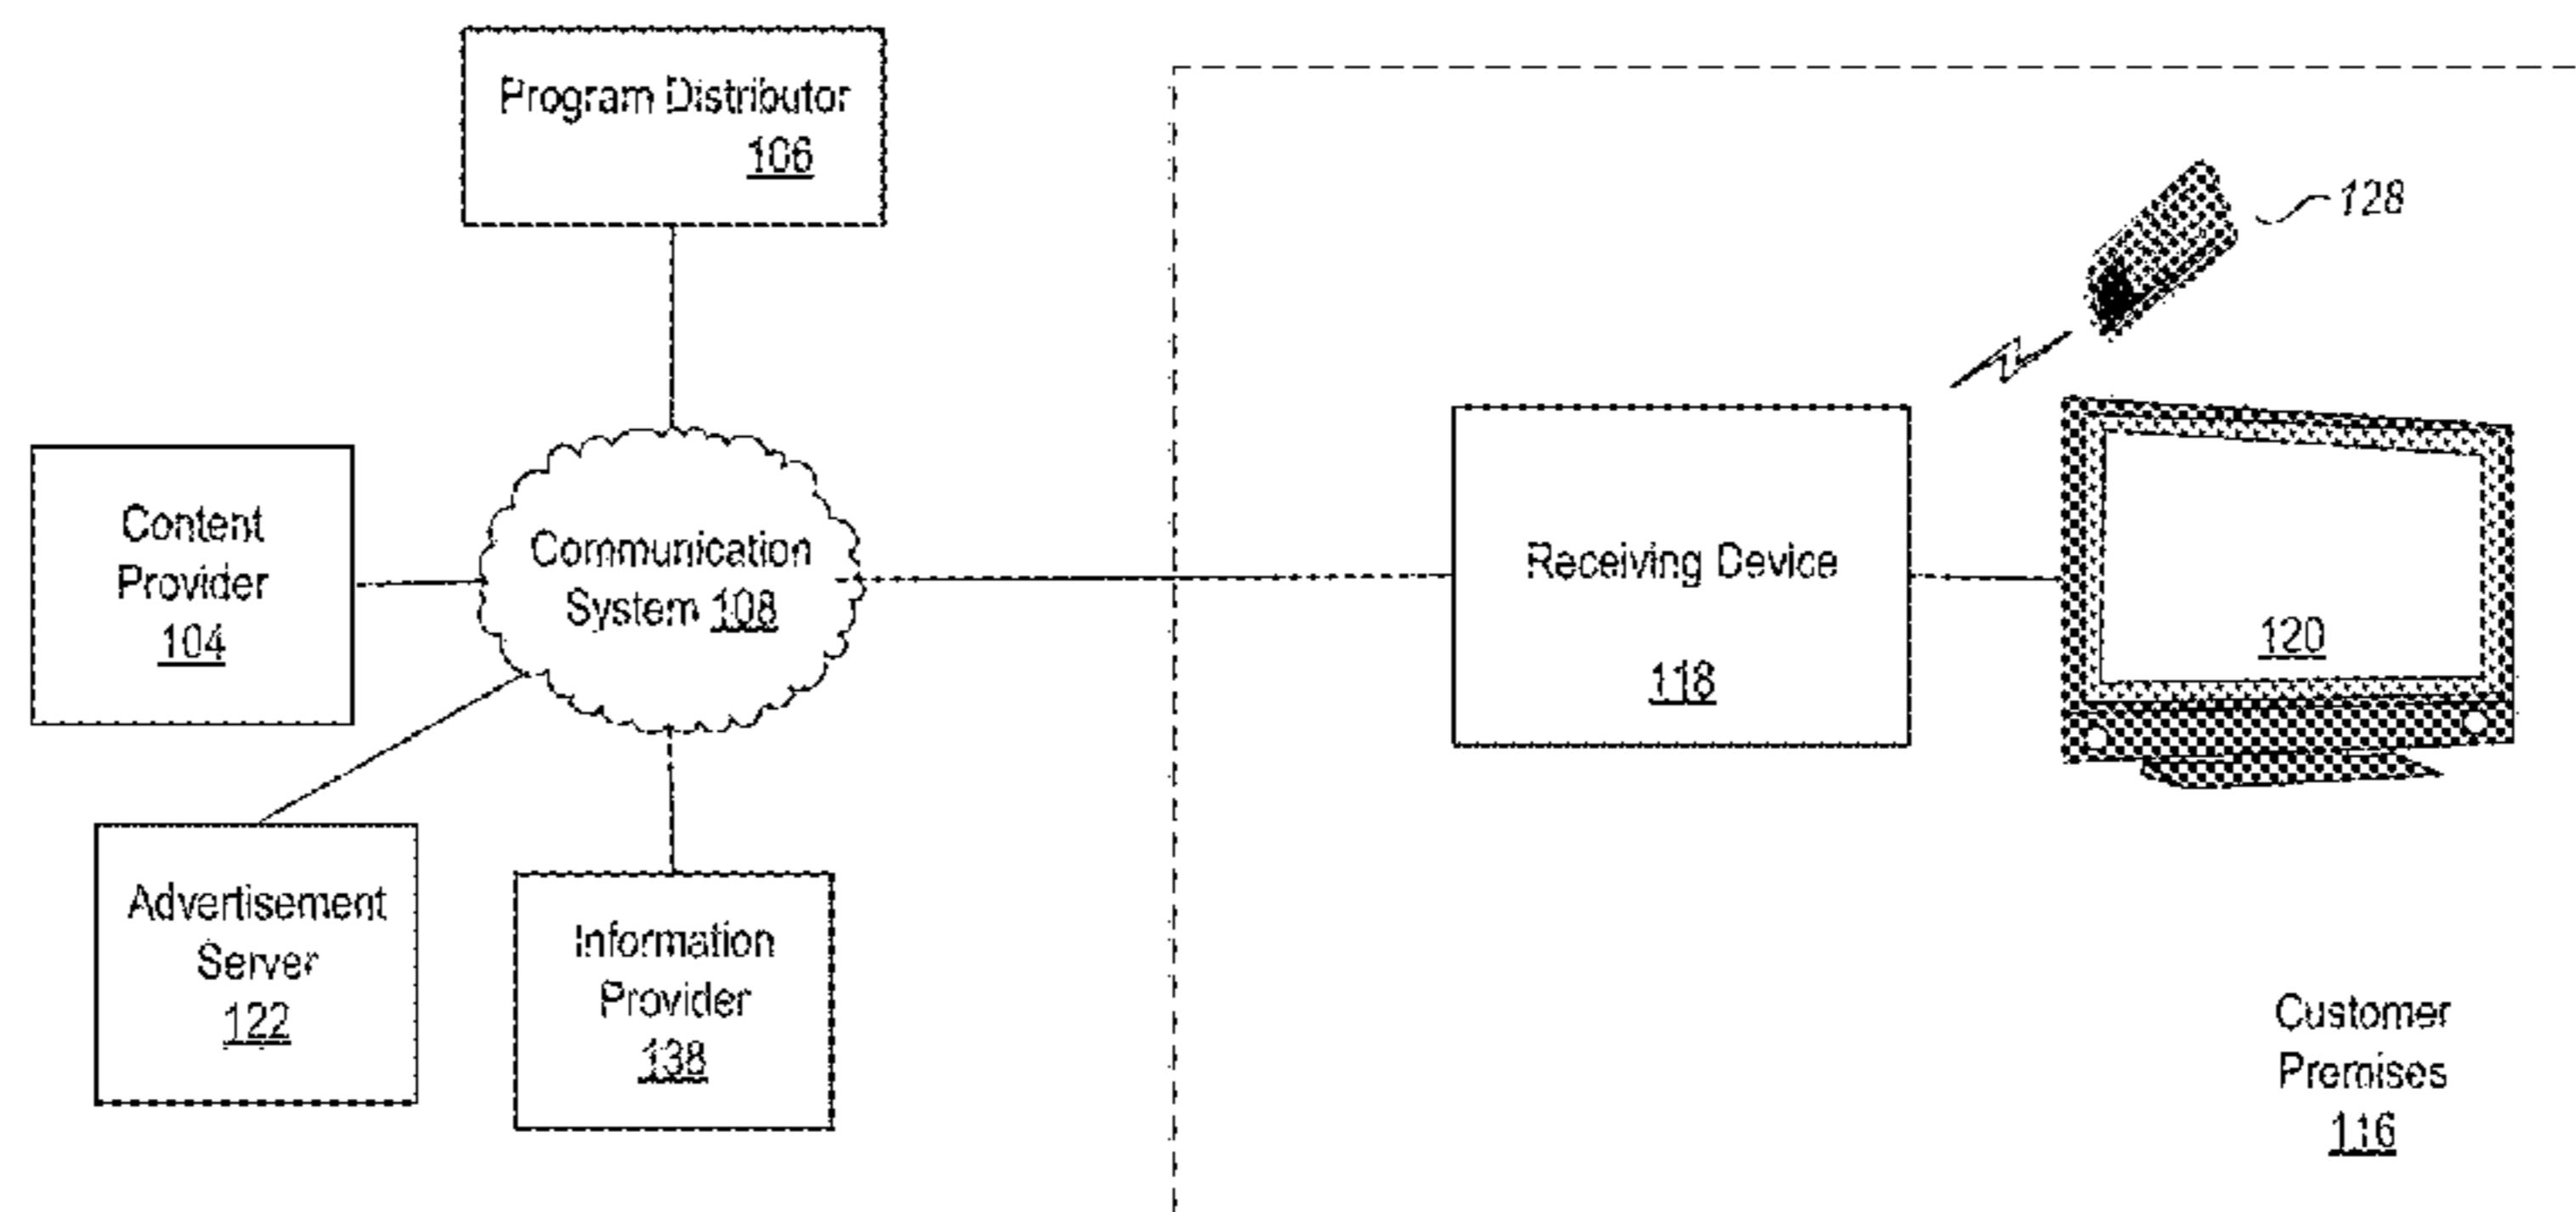 Program Distributor
106
128
Content
Provider
104
Communication
System 108
Receiving Device
118
120
Advertisement
Server
122
Information
Provider
138
Customer
Premises
116